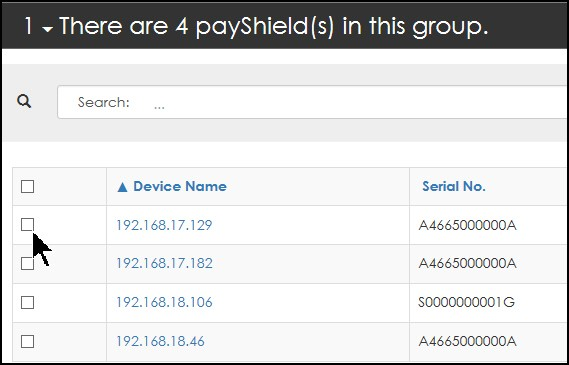 1 There are 4 payShield(s) in this group.
Search: ...
Device Name Serial No.
192.168.17.129 A4665000000A
192.168.17.182 A4665000000A
192.168.18.106 S0000000001G
192.168.18.46 A4665000000A